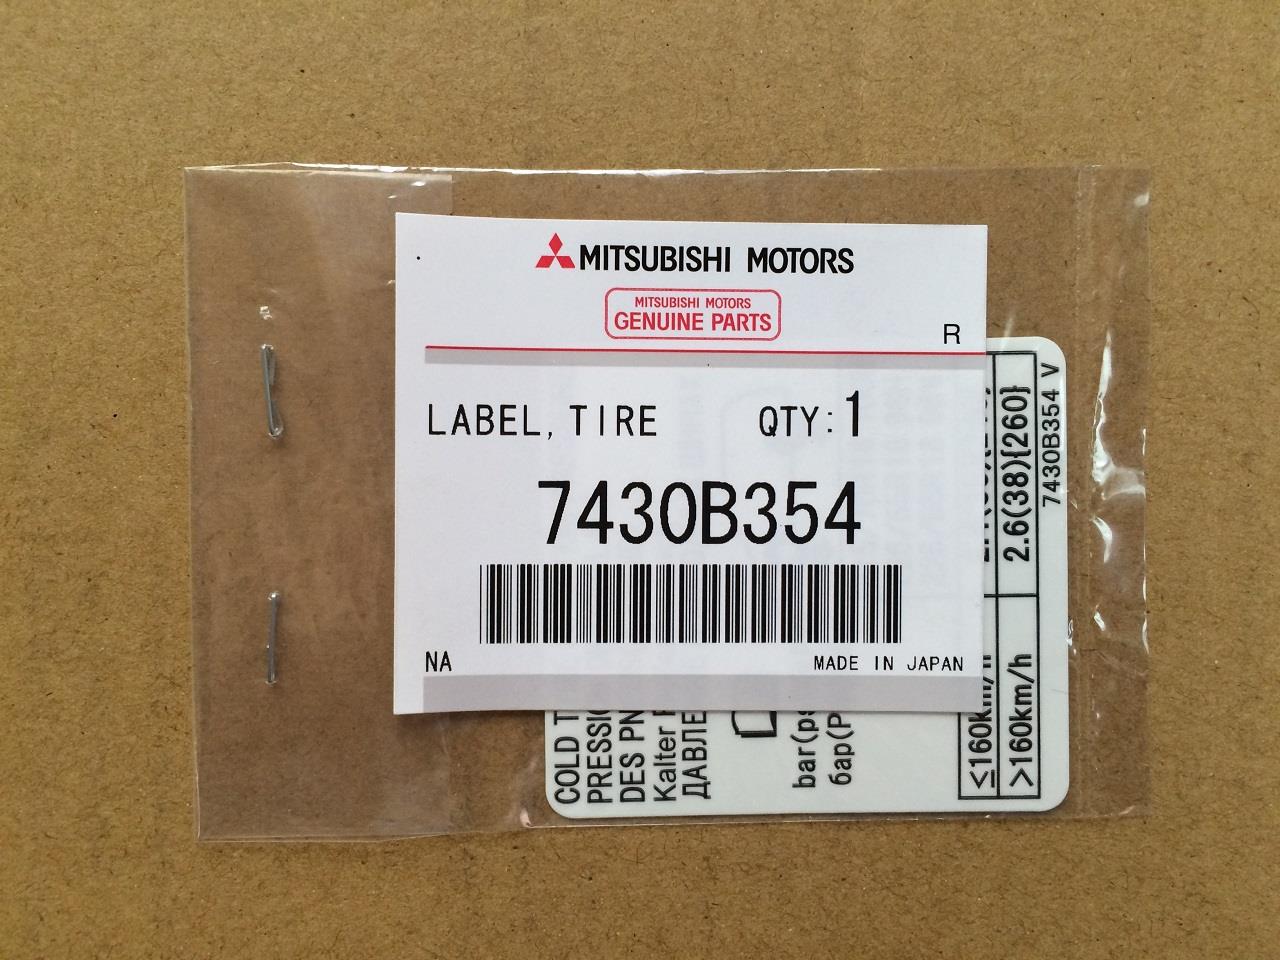 MITSUBISHI MOTORS
MITSUBISHI MOTORS
GENUINE PARTS
R
LABEL, TIRE QTY: 1
7430B354
NA MADE IN JAPAN
COLD
PRESSIO
DES PN
Kalter
ДАВЛЕ
bar(ps
бар(P
≤160km/h
>160km/h 2.6(38){260}
7430B354 V